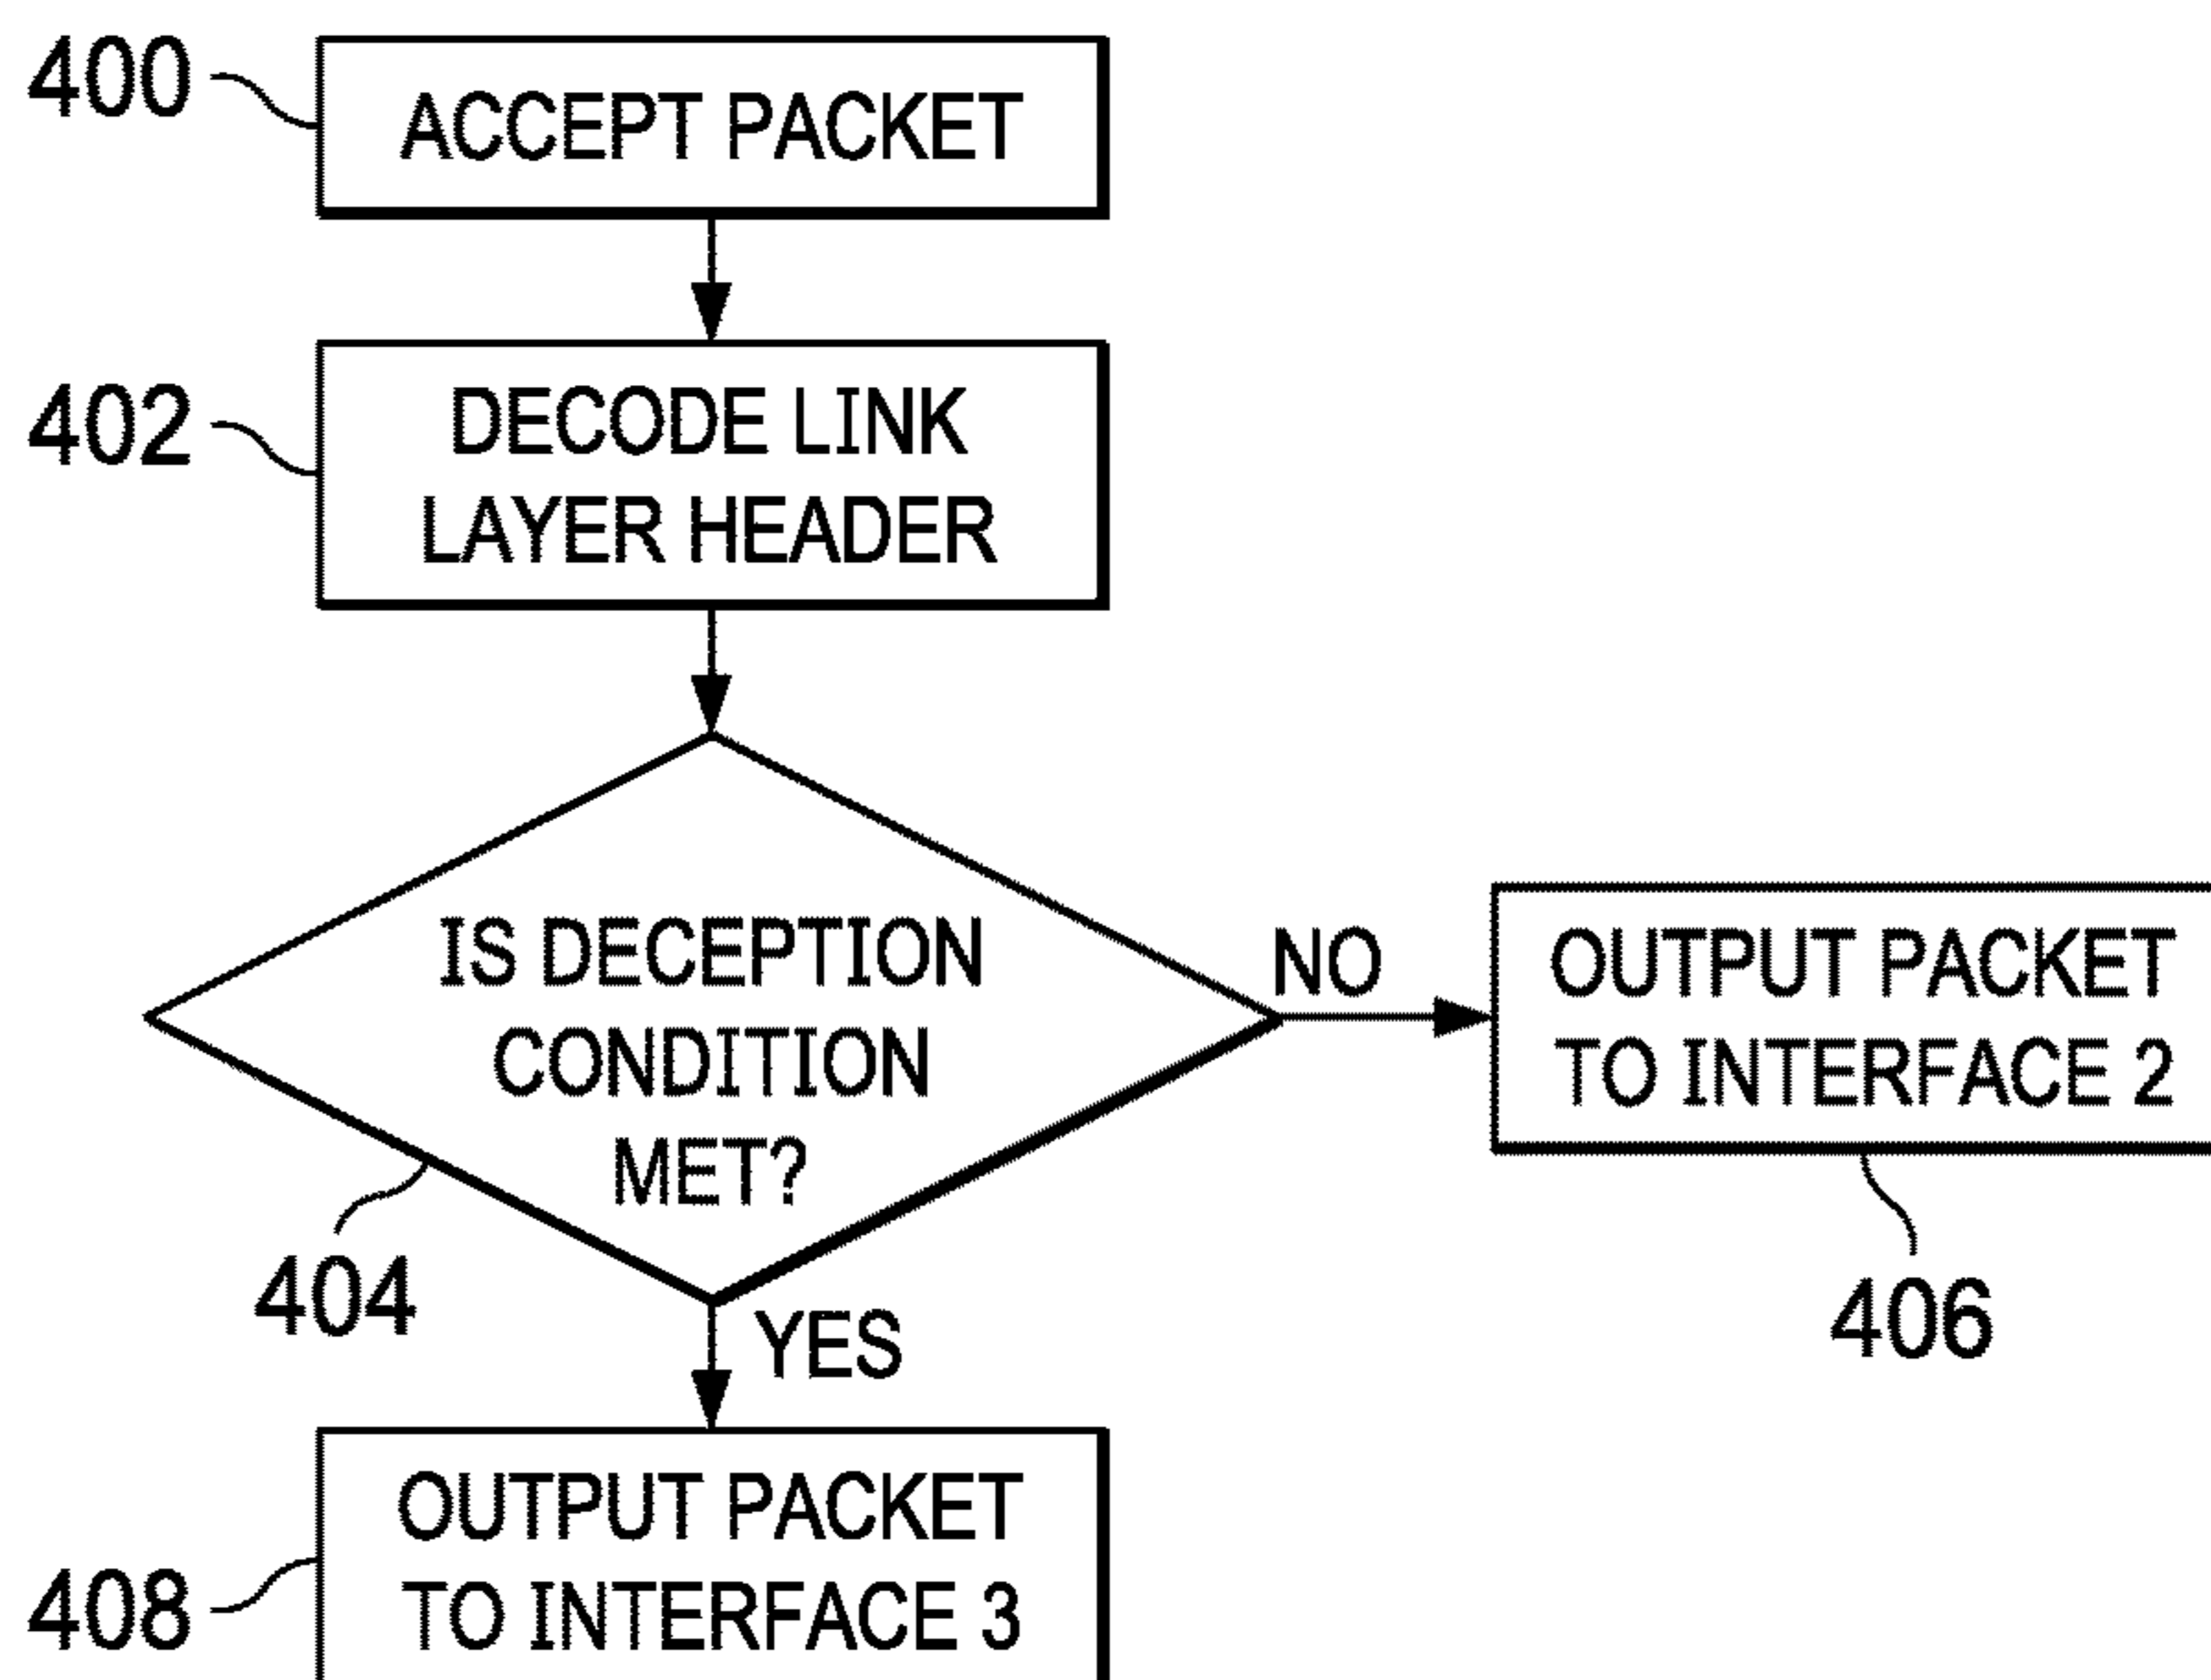 400
ACCEPT PACKET
402
DECODE LINK
LAYER HEADER
IS DECEPTION
CONDITION
MET?
404
NO
OUTPUT PACKET
TO INTERFACE 2
406
YES
408
OUTPUT PACKET
TO INTERFACE 3